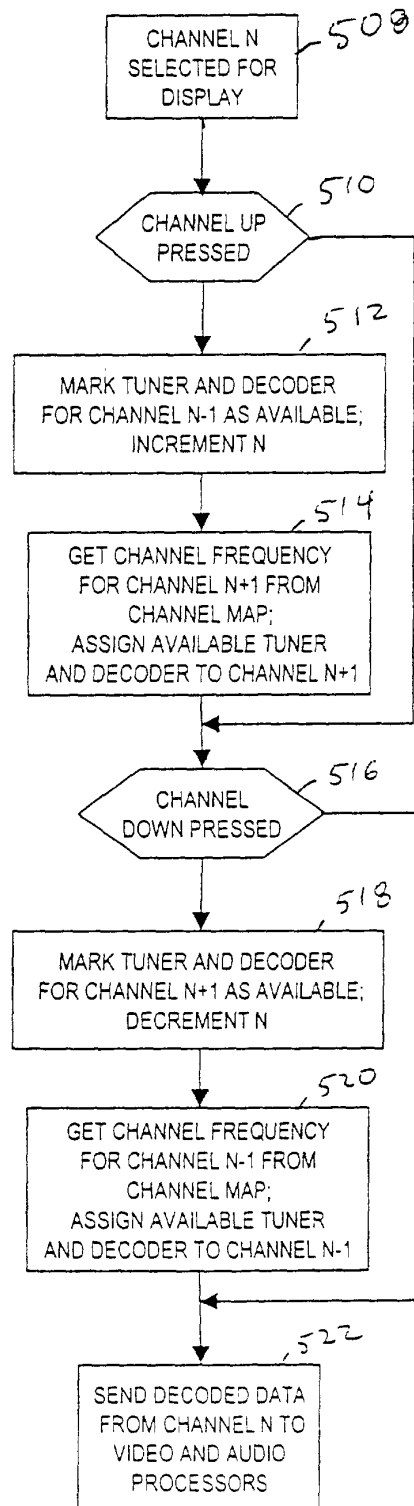 CHANNEL N
SELECTED FOR
DISPLAY
508
510
CHANNEL UP
PRESSED
512
MARK TUNER AND DECODER
FOR CHANNEL N-1 AS AVAILABLE;
INCREMENT N
514
GET CHANNEL FREQUENCY
FOR CHANNEL N+1 FROM
CHANNEL MAP;
ASSIGN AVAILABLE TUNER
AND DECODER TO CHANNEL N+1
516
CHANNEL
DOWN PRESSED
518
MARK TUNER AND DECODER
FOR CHANNEL N+1 AS AVAILABLE;
DECREMENT N
520
GET CHANNEL FREQUENCY
FOR CHANNEL N-1 FROM
CHANNEL MAP;
ASSIGN AVAILABLE TUNER
AND DECODER TO CHANNEL N-1
522
SEND DECODED DATA
FROM CHANNEL N TO
VIDEO AND AUDIO
PROCESSORS